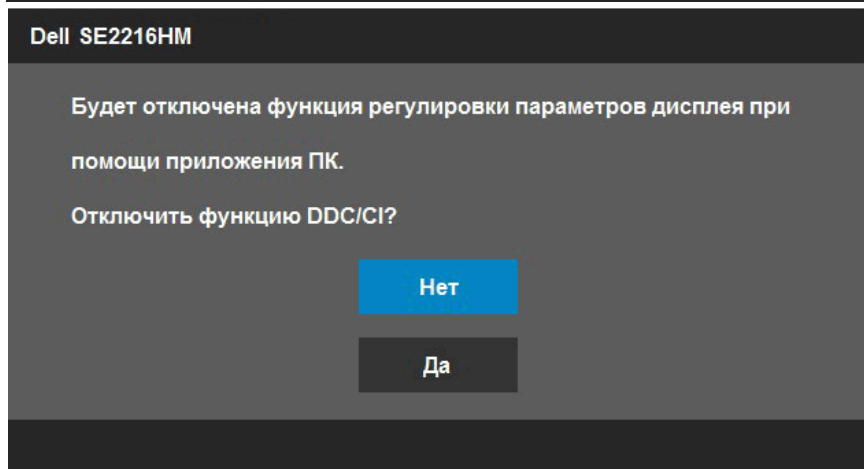 Dell SE2216HM
Будет отключена функция регулировки параметров дисплея при
помощи приложения ПК.
Отключить функцию DDC/CI?
Нет
Да